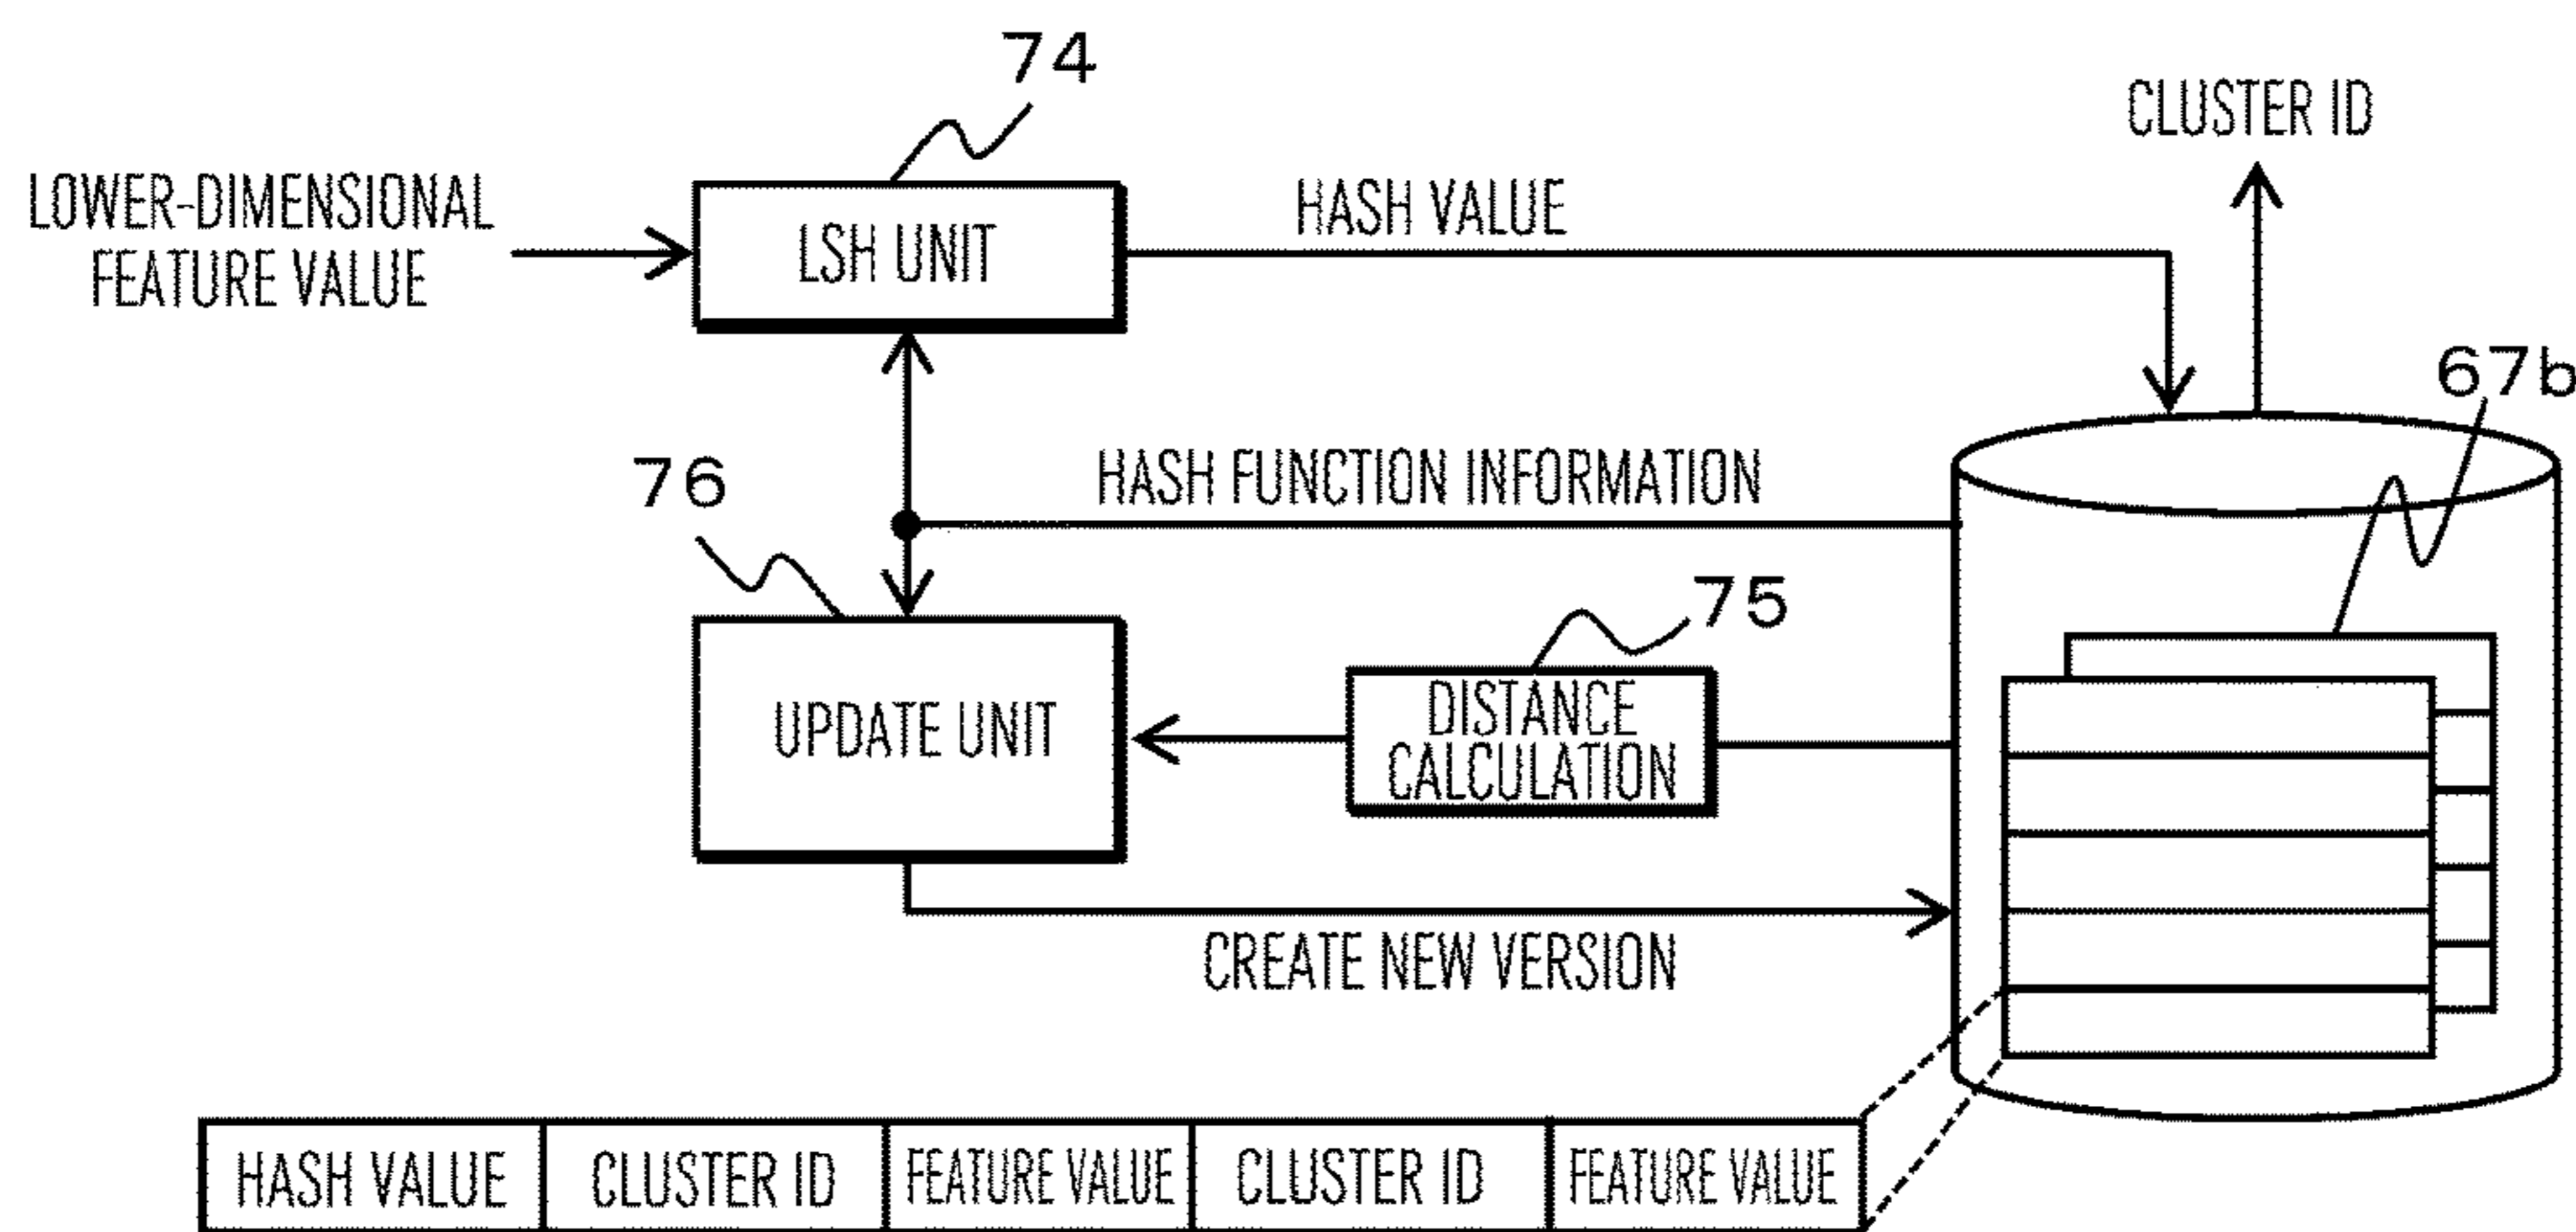 74
CLUSTER ID
LOWER-DIMENSIONAL
FEATURE VALUE
LSH UNIT
HASH VALUE
67b
HASH FUNCTION INFORMATION
76
75
UPDATE UNIT
DISTANCE
CALCULATION
CREATE NEW VERSION
HASH VALUE CLUSTER ID FEATURE VALUE CLUSTER ID FEATURE VALUE